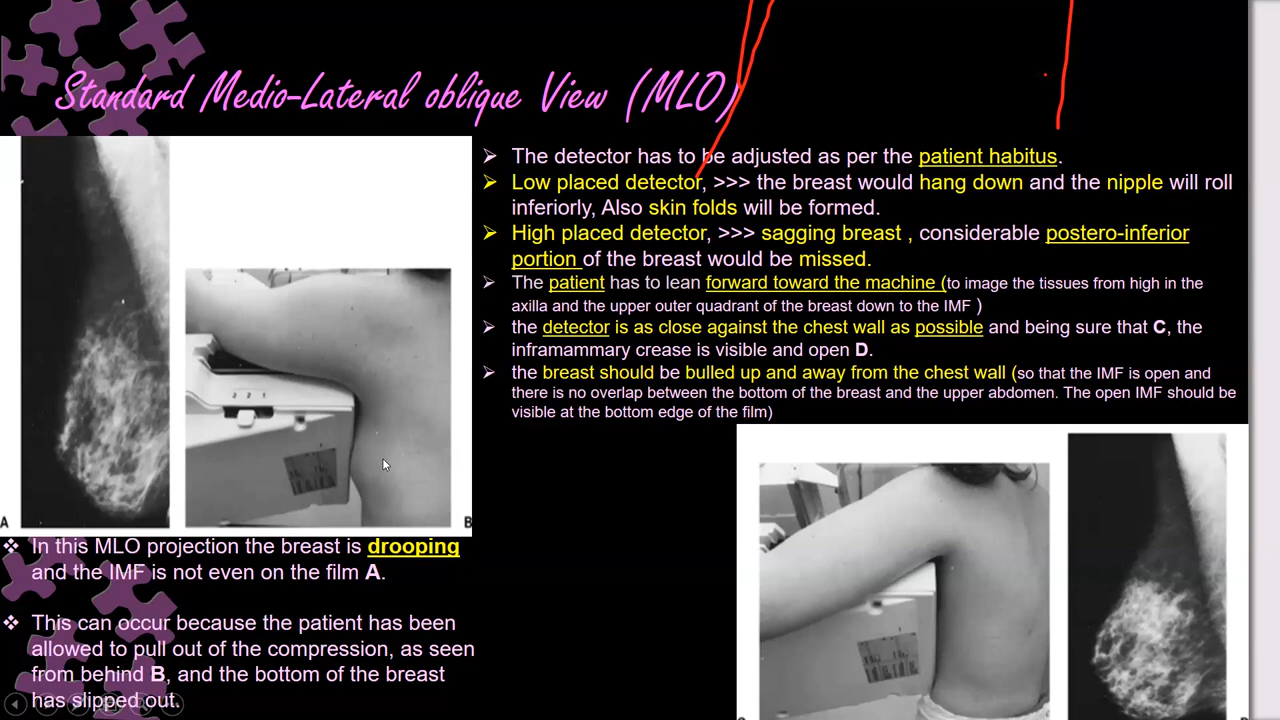 Standard Medio-Lateral oblique View (MLO)
The detector has to be adjusted as per the patient habitus.
Low placed detector, >>> the breast would hang down and the nipple will roll
inferiorly, Also skin folds will be formed.
High placed detector, >>> sagging breast , considerable postero-inferior
portion of the breast would be missed.
The patient has to lean forward toward the machine (to image the tissues from high in the
axilla and the upper outer quadrant of the breast down to the IMF )
the detector is as close against the chest wall as possible and being sure that C, the
inframammary crease is visible and open D.
the breast should be bulled up and away from the chest wall (so that the IMF is open and
there is no overlap between the bottom of the breast and the upper abdomen. The open IMF should be
visible at the bottom edge of the film)
3 2 1
A
B
In this MLO projection the breast is drooping
and the IMF is not even on the film A.
This can occur because the patient has been
allowed to pull out of the compression, as seen
from behind B, and the bottom of the breast
has slipped out.